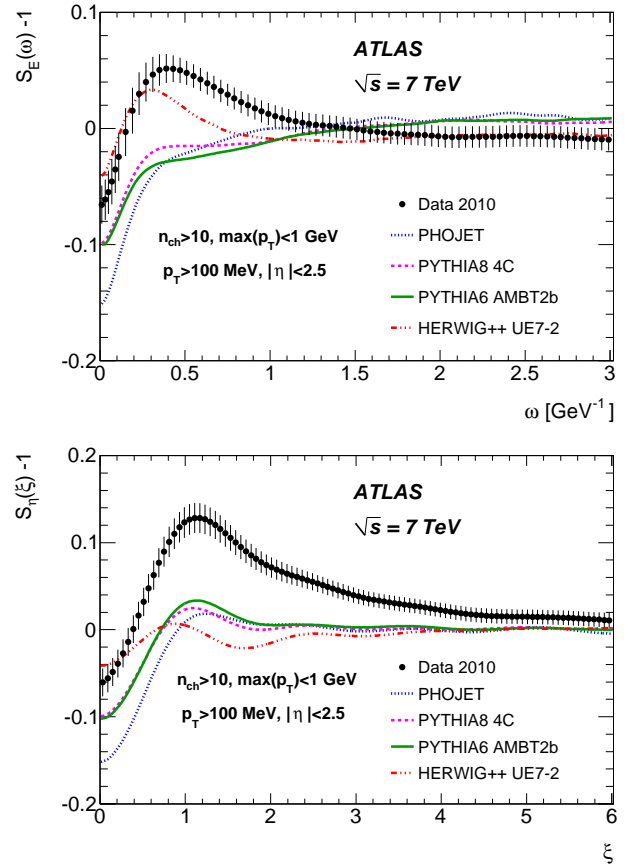 S_E(ω) -1
0.1
0
-0.1
-0.2
ATLAS
√s = 7 TeV
n_ch>10, max(p_T)<1 GeV
p_T>100 MeV, |η|<2.5
Data 2010
PHOJET
PYTHIA8 4C
PYTHIA6 AMBT2b
HERWIG++ UE7-2
0 0.5 1 1.5 2 2.5 3
ω [GeV⁻¹]
S_η(ξ) -1
0.2
0.1
0
-0.1
-0.2
ATLAS
√s = 7 TeV
n_ch>10, max(p_T)<1 GeV
p_T>100 MeV, |η|<2.5
Data 2010
PHOJET
PYTHIA8 4C
PYTHIA6 AMBT2b
HERWIG++ UE7-2
0 1 2 3 4 5 6
ξ